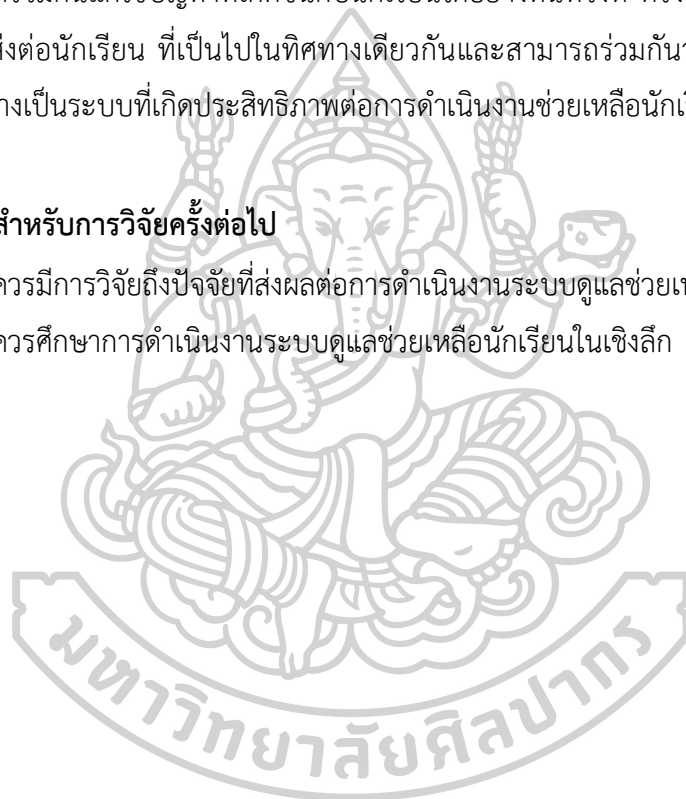 ส่งต่อนักเรียน ที่เป็นไปในทิศทางเดียวกันและสามารถร่วมกัน
างเป็นระบบที่เกิดประสิทธิภาพต่อการดำเนินงานช่วยเหลือนักเรี
สำหรับการวิจัยครั้งต่อไป
ควรมีการวิจัยถึงปัจจัยที่ส่งผลต่อการดำเนินงานระบบดูแลช่วยเห
ควรศึกษาการดำเนินงานระบบดูแลช่วยเหลือนักเรียนในเชิงลึก
มหาวิทยาลัยศิลปากร